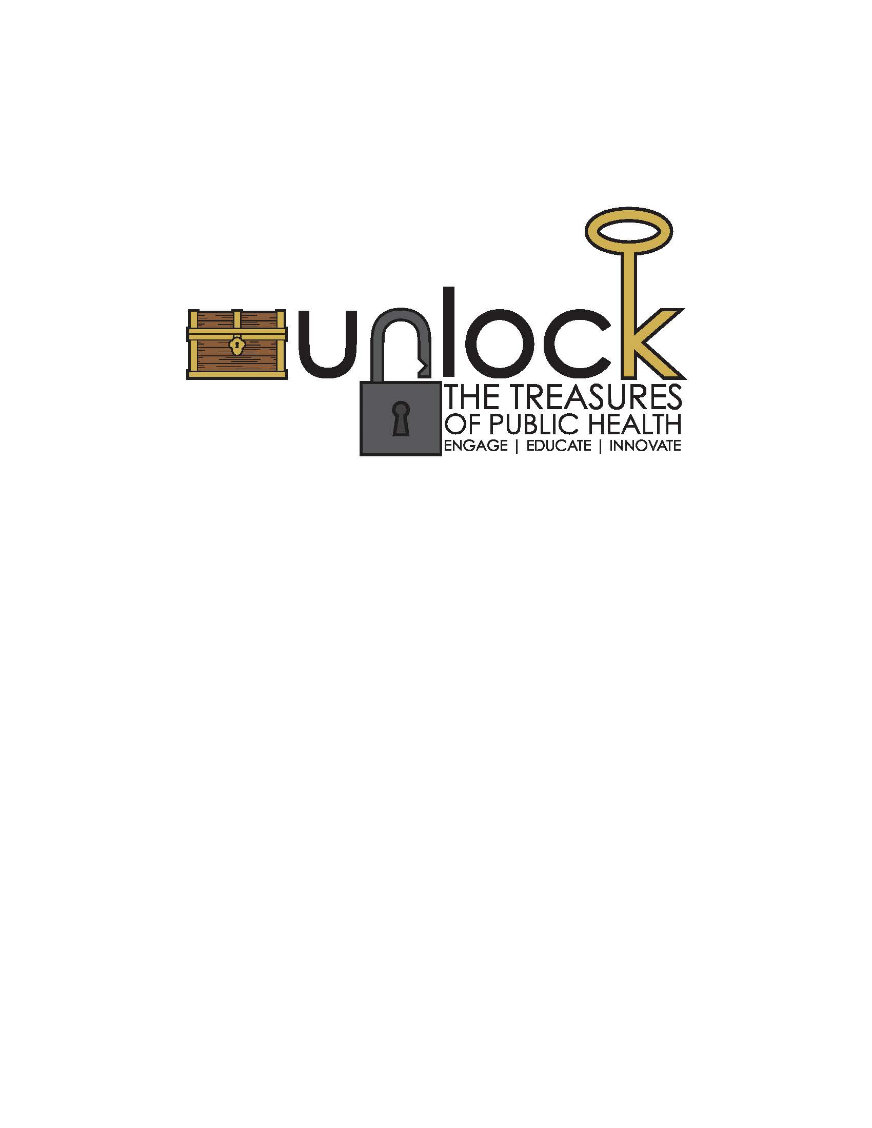 unlock
THE TREASURES
OF PUBLIC HEALTH
ENGAGE | EDUCATE | INNOVATE